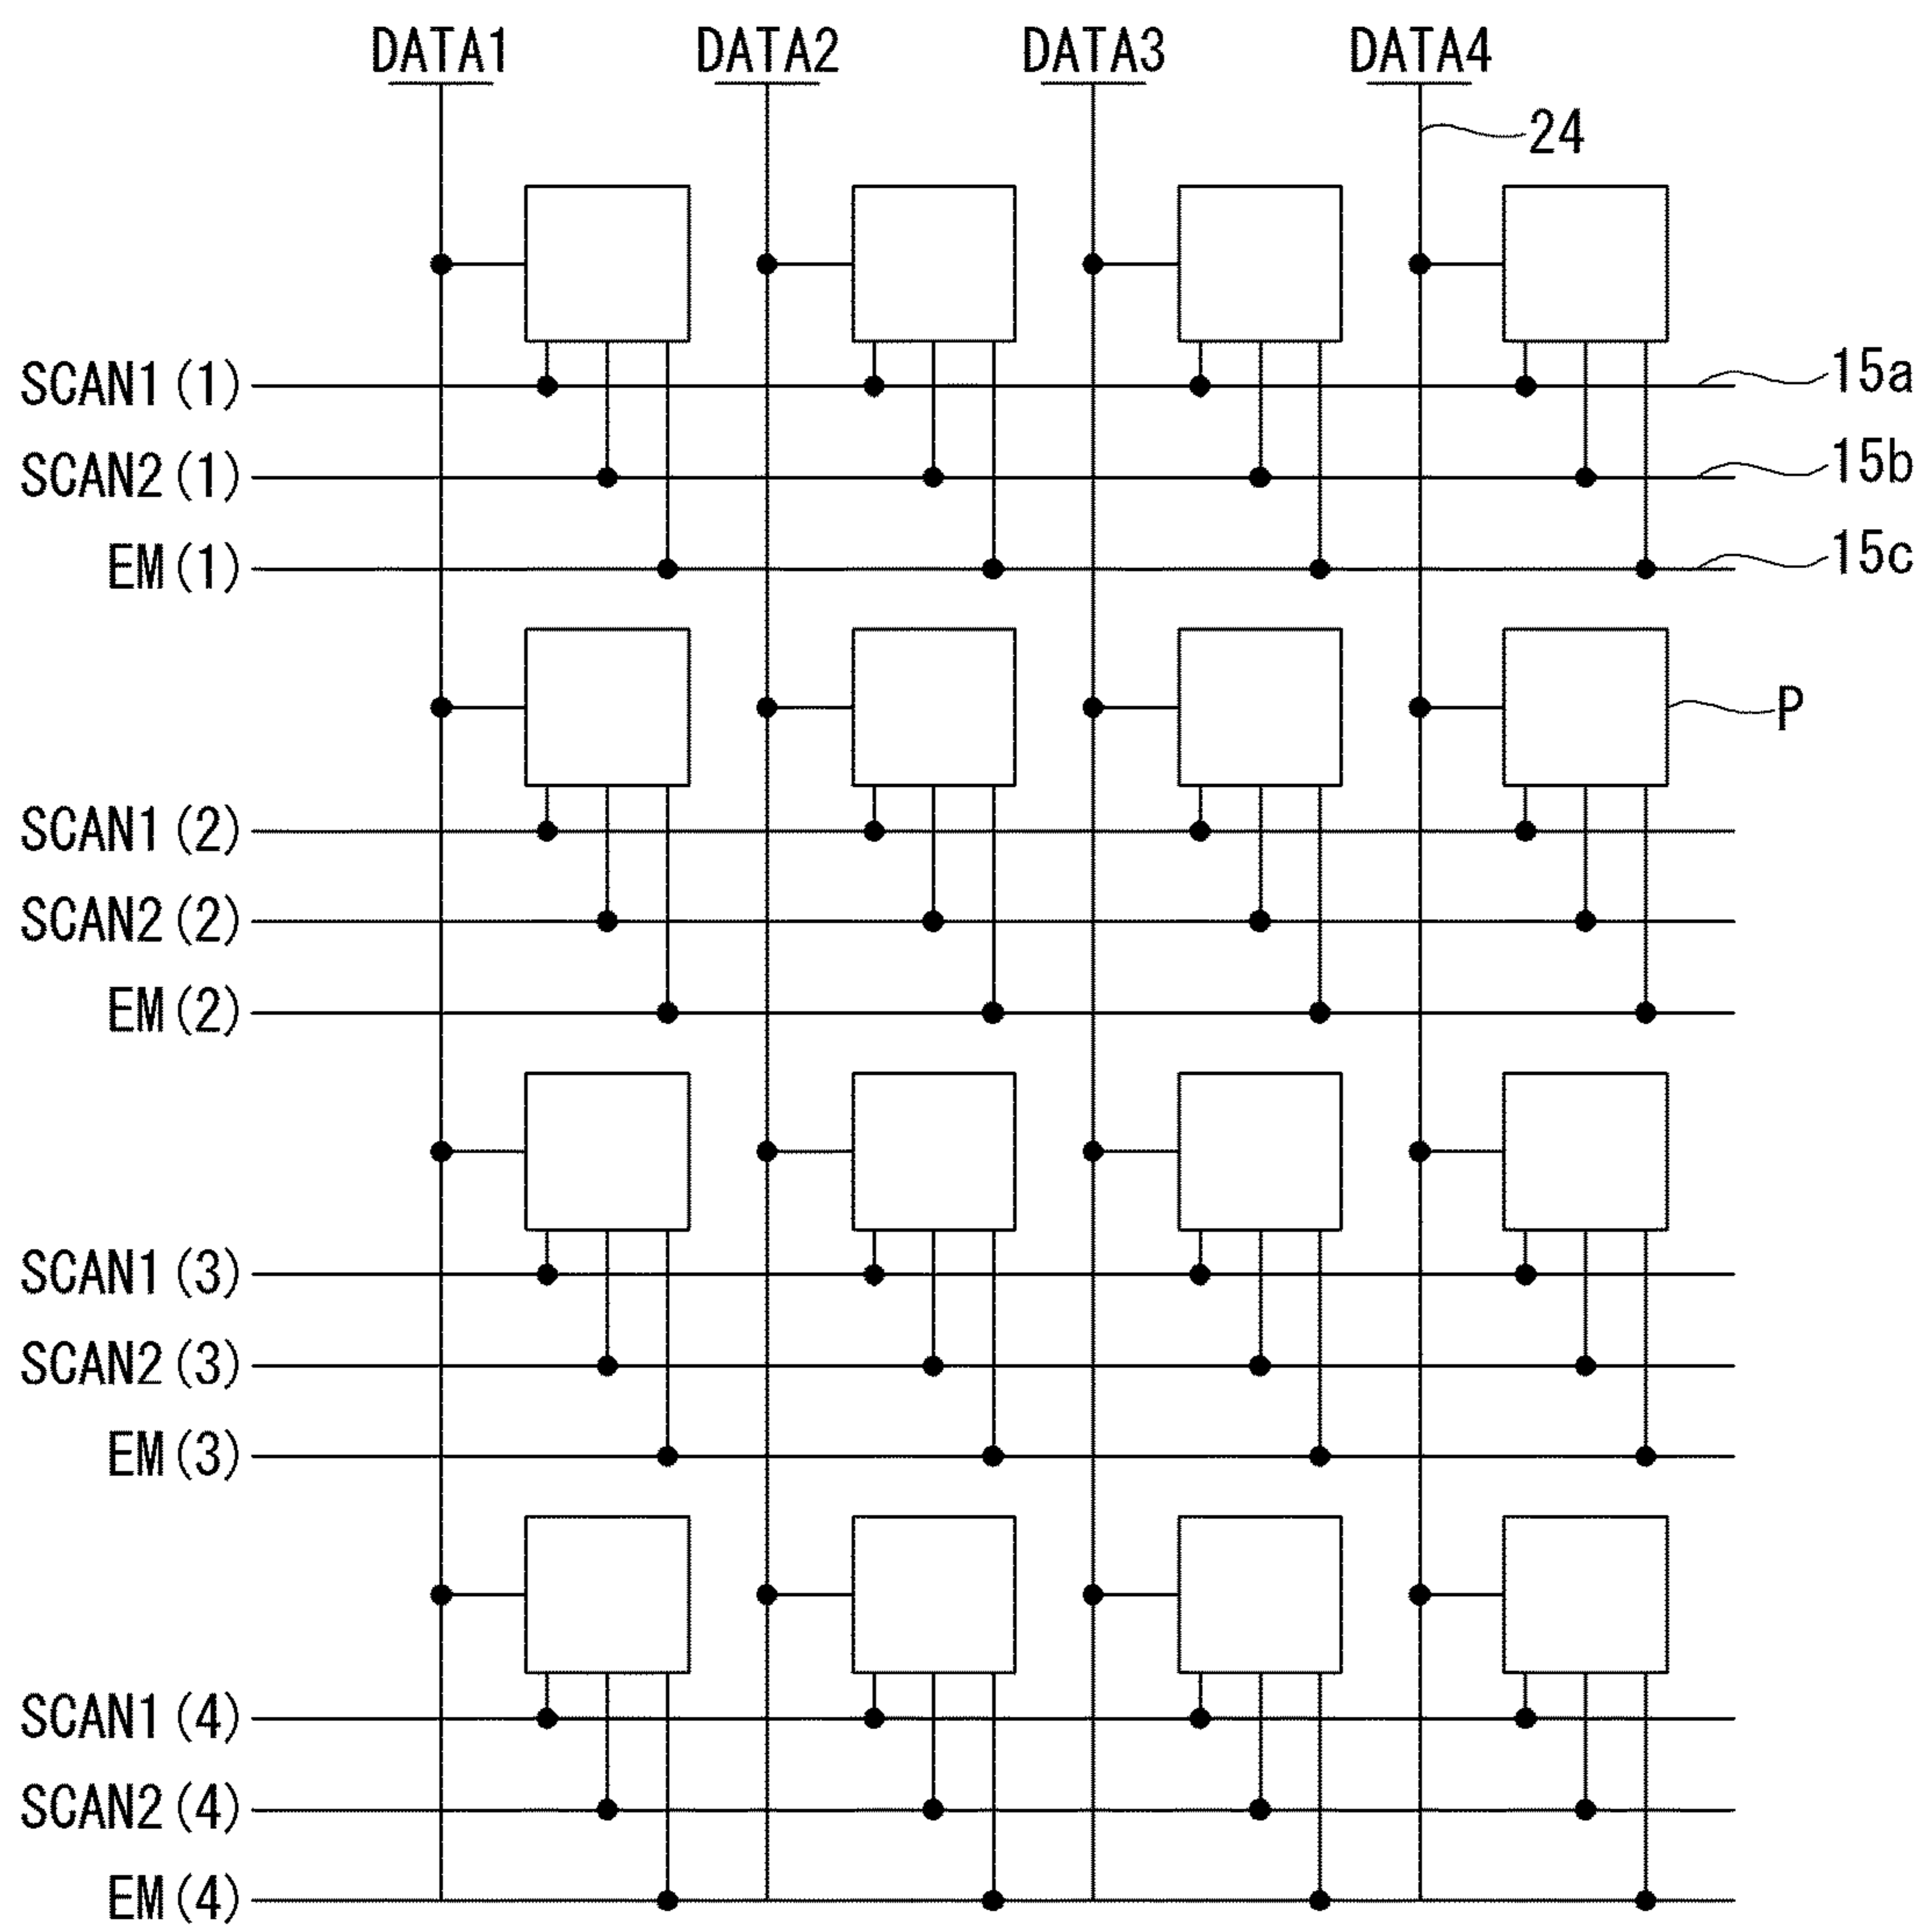 DATA1 DATA2 DATA3 DATA4
24
SCAN1(1) 15a
SCAN2(1) 15b
EM(1) 15c
P
SCAN1(2)
SCAN2(2)
EM(2)
SCAN1(3)
SCAN2(3)
EM(3)
SCAN1(4)
SCAN2(4)
EM(4)